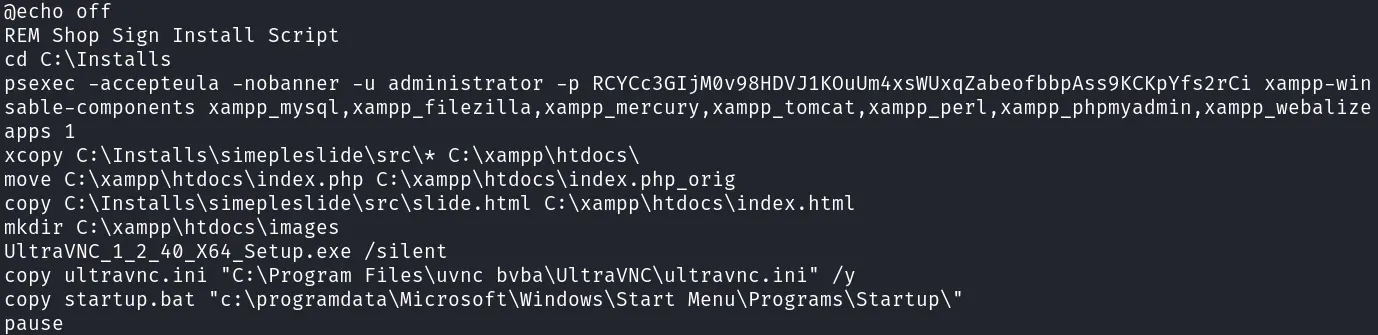 @echo off
REM Shop Sign Install Script
cd C:\Installs
psexec -accepteula -nobanner -u administrator -p RCYCc3GIjM0v98HDVJ1KOuUm4xsWUxqZabeofbbpAss9KCKpYfs2rCi xampp-win
sable-components xampp_mysql,xampp_filezilla,xampp_mercury,xampp_tomcat,xampp_perl,xampp_phpmyadmin,xampp_webalize
apps 1
xcopy C:\Installs\simepleslide\src\* C:\xampp\htdocs\
move C:\xampp\htdocs\index.php C:\xampp\htdocs\index.php_orig
copy C:\Installs\simepleslide\src\slide.html C:\xampp\htdocs\index.html
mkdir C:\xampp\htdocs\images
UltraVNC_1_2_40_X64_Setup.exe /silent
copy ultravnc.ini "C:\Program Files\uvnc bvba\UltraVNC\ultravnc.ini" /y
copy startup.bat "c:\programdata\Microsoft\Windows\Start Menu\Programs\Startup\"
pause